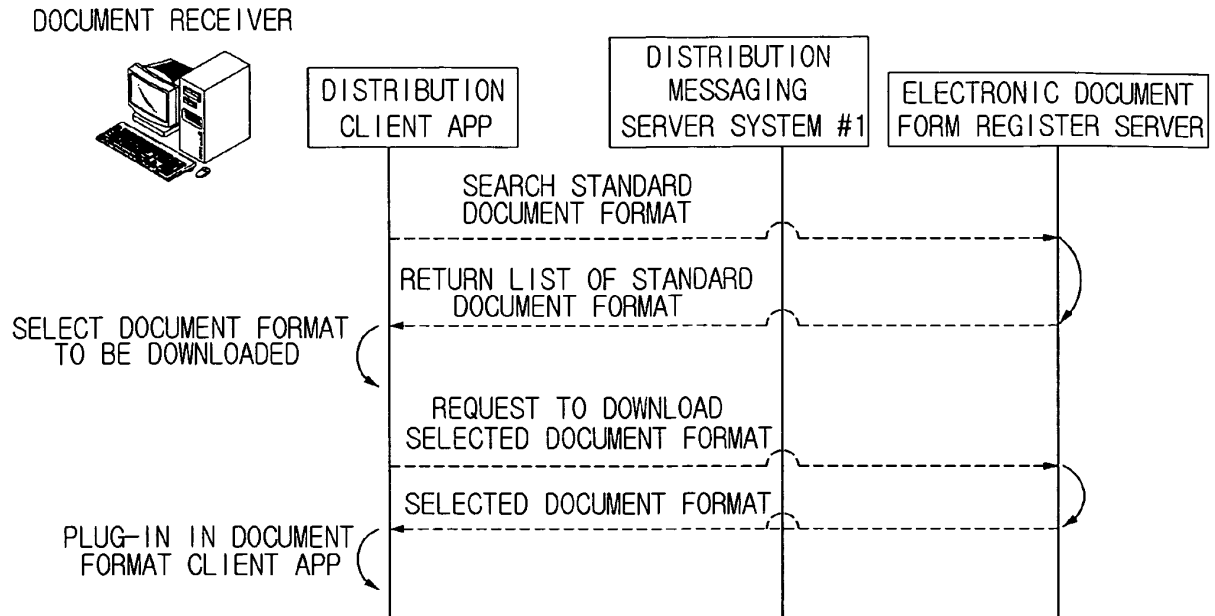 DOCUMENT RECEIVER
DISTRIBUTION
CLIENT APP
DISTRIBUTION
MESSAGING
SERVER SYSTEM #1
ELECTRONIC DOCUMENT
FORM REGISTER SERVER
SEARCH STANDARD
DOCUMENT FORMAT
RETURN LIST OF STANDARD
DOCUMENT FORMAT
SELECT DOCUMENT FORMAT
TO BE DOWNLOADED
REQUEST TO DOWNLOAD
SELECTED DOCUMENT FORMAT
SELECTED DOCUMENT FORMAT
PLUG-IN IN DOCUMENT
FORMAT CLIENT APP